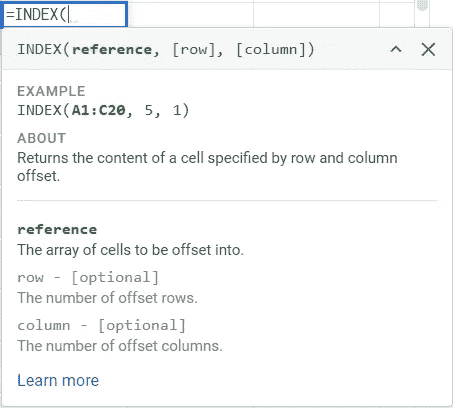 =INDEX(
INDEX(reference, [row], [column])
EXAMPLE
INDEX(A1:C20, 5, 1)
ABOUT
Returns the content of a cell specified by row and column
offset.
reference
The array of cells to be offset into.
row - [optional]
The number of offset rows.
column - [optional]
The number of offset columns.
Learn more